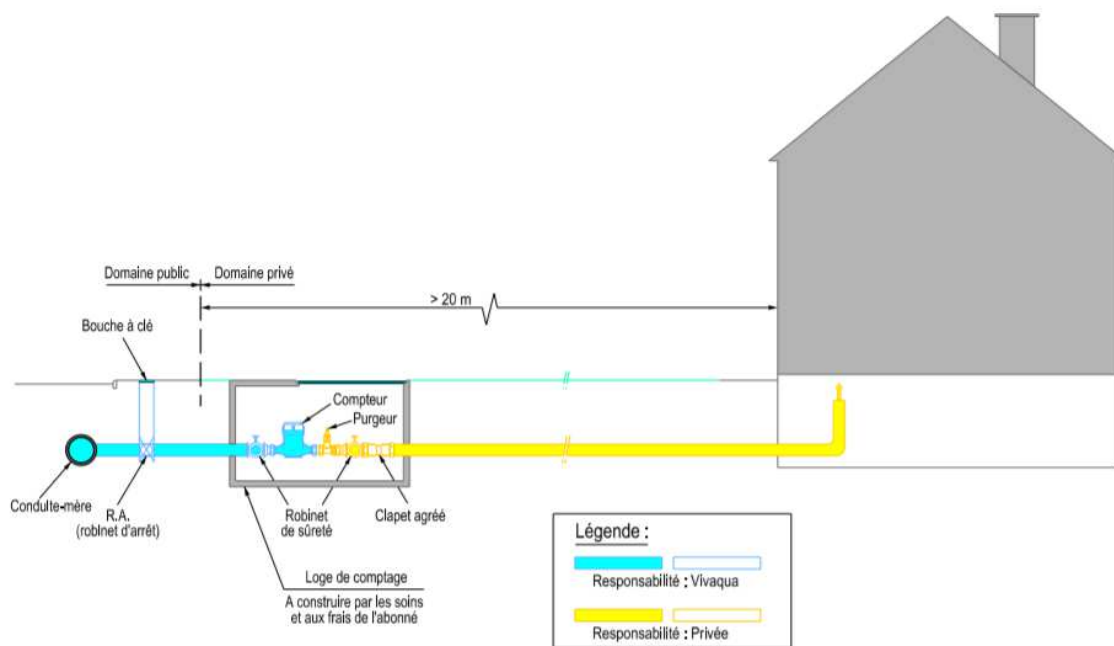 Domaine public
Domaine privé
> 20 m
Bouche à clé
Compteur
Purgeur
Conduite-mère
R.A.
(robinet d'arrêt)
Robinet
de sûreté
Clapet agréé
Loge de comptage
A construire par les soins
et aux frais de l'abonné
Légende :
Responsabilité : Vivaqua
Responsabilité : Privée